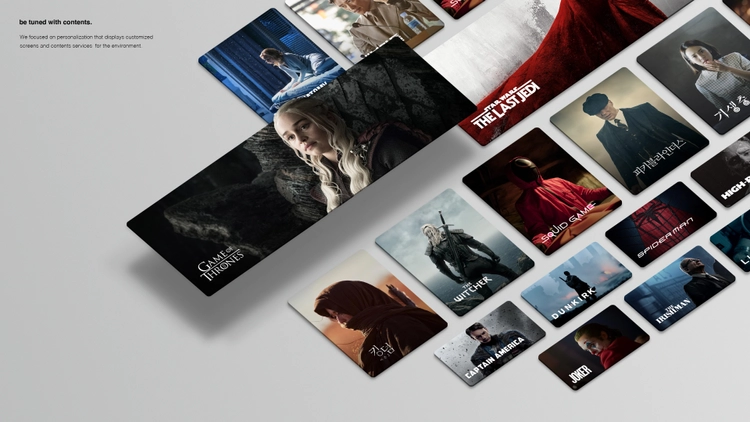 be tuned with contents.
We focused on an personalization that displays customized
screens and contents services for the environment.
STAR WARS
THE LAST JEDI
기생충
피키블라인더스
HIGH-
GAME OF
THRONES
SQUID GAME
SPIDER-MAN
THE
WITCHER
DUNKIRK
THE
IRISHMAN
킹덤
CAPTAIN AMERICA
JOKER